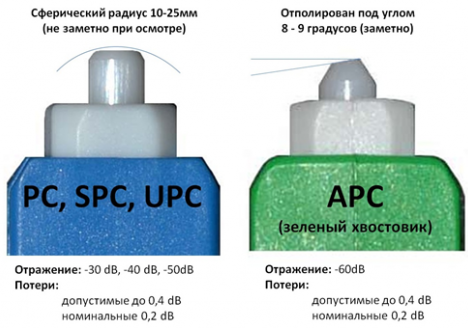 Сферический радиус 10-25мм
(не заметно при осмотре)
PC, SPC, UPC
Отражение: -30 dB, -40 dB, -50dB
Потери:
допустимые до 0,4 dB
номинальные 0,2 dB
Отполирован под углом
8 - 9 градусов (заметно)
APC
(зеленый хвостовик)
Отражение: -60dB
Потери:
допустимые до 0,4 dB
номинальные 0,2 dB